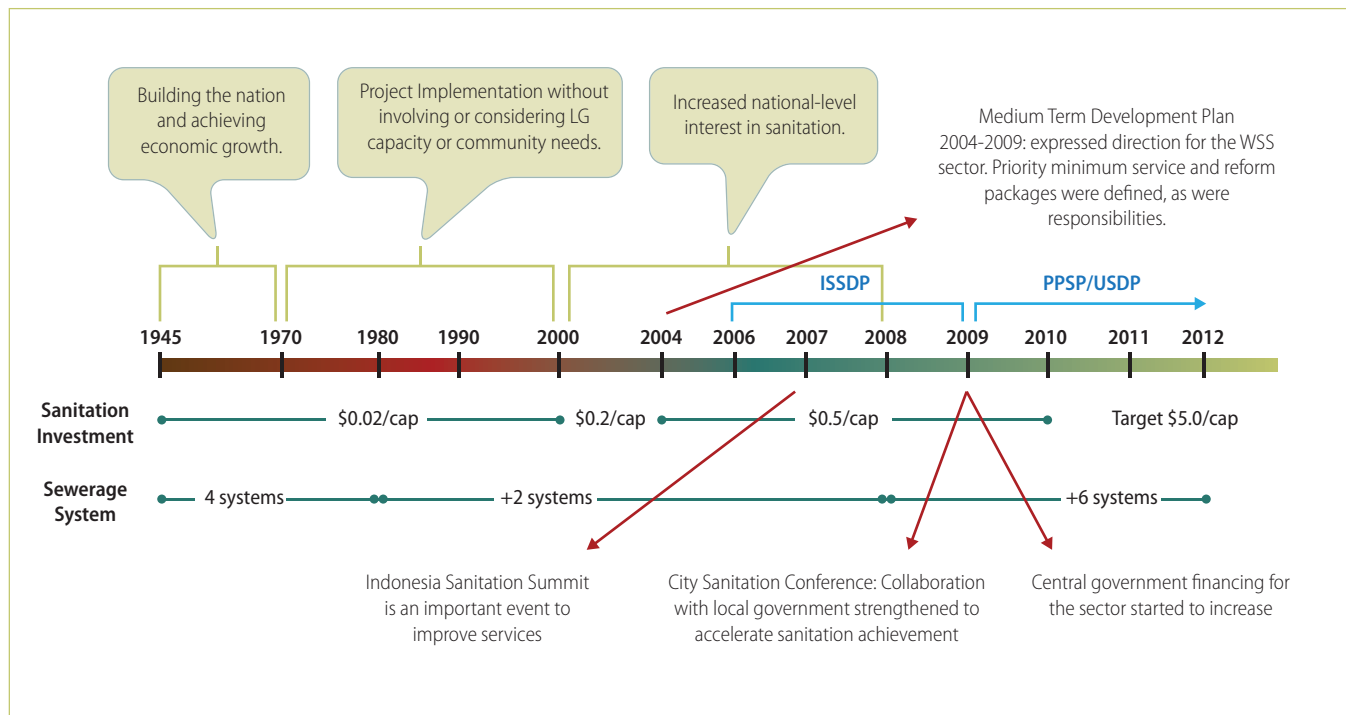 Building the nation
and achieving
economic growth.
Project Implementation without
involving or considering LG
capacity or community needs.
Increased national-level
interest in sanitation.
Medium Term Development Plan
2004-2009: expressed direction for the WSS
sector. Priority minimum service and reform
packages were defined, as were
responsibilities.
ISSDP
PPSP/USDP
1945 1970 1980 1990 2000 2004 2006 2007 2008 2009 2010 2011 2012
Sanitation
Investment
$0.02/cap $0.2/cap $0.5/cap Target $5.0/cap
Sewerage
System
4 systems +2 systems +6 systems
Indonesia Sanitation Summit
is an important event to
improve services
City Sanitation Conference: Collaboration
with local government strengthened to
accelerate sanitation achievement
Central government financing for
the sector started to increase